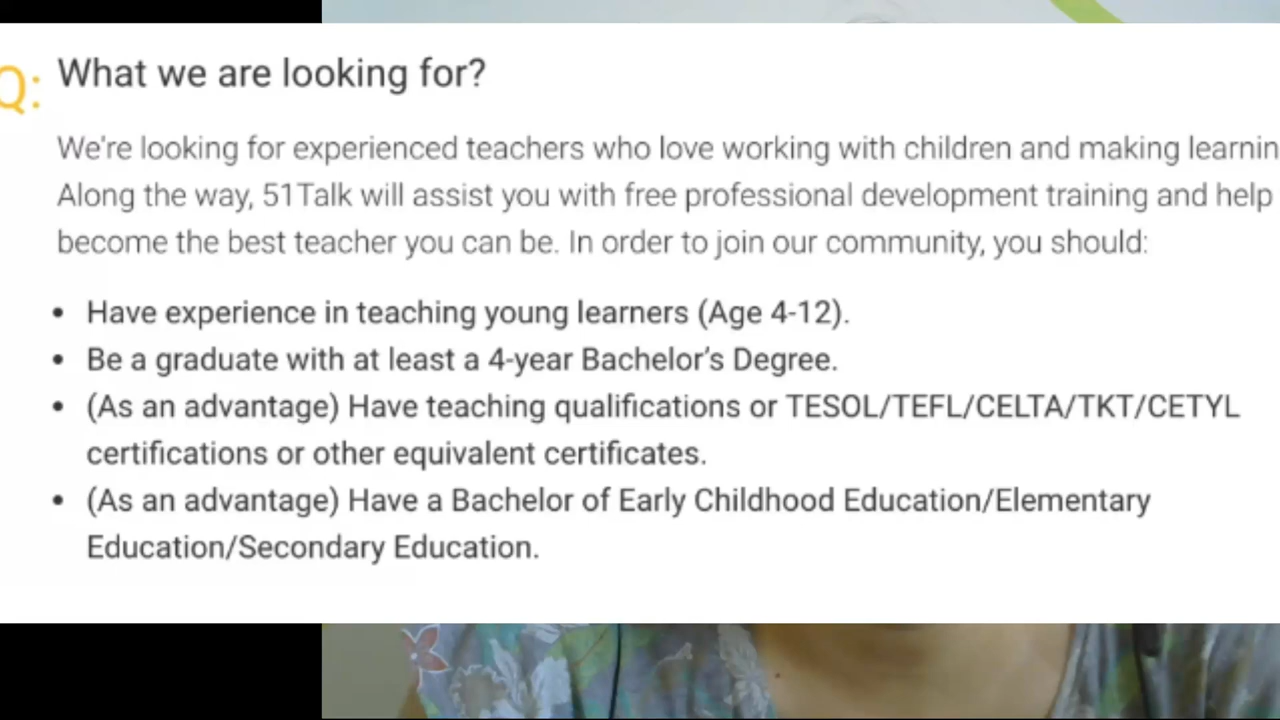 Q: What we are looking for?
We're looking for experienced teachers who love working with children and making
Along the way, 51Talk will assist you with free professional development training and help
become the best teacher you can be. In order to join our community, you should:
• Have experience in teaching young learners (Age 4-12).
• Be a graduate with at least a 4-year Bachelor's Degree.
• (As an advantage) Have teaching qualifications or TESOL/TEFL/CELTA/TKT/CETYL
certifications or other equivalent certificates.
• (As an advantage) Have a Bachelor of Early Childhood Education/Elementary
Education/Secondary Education.